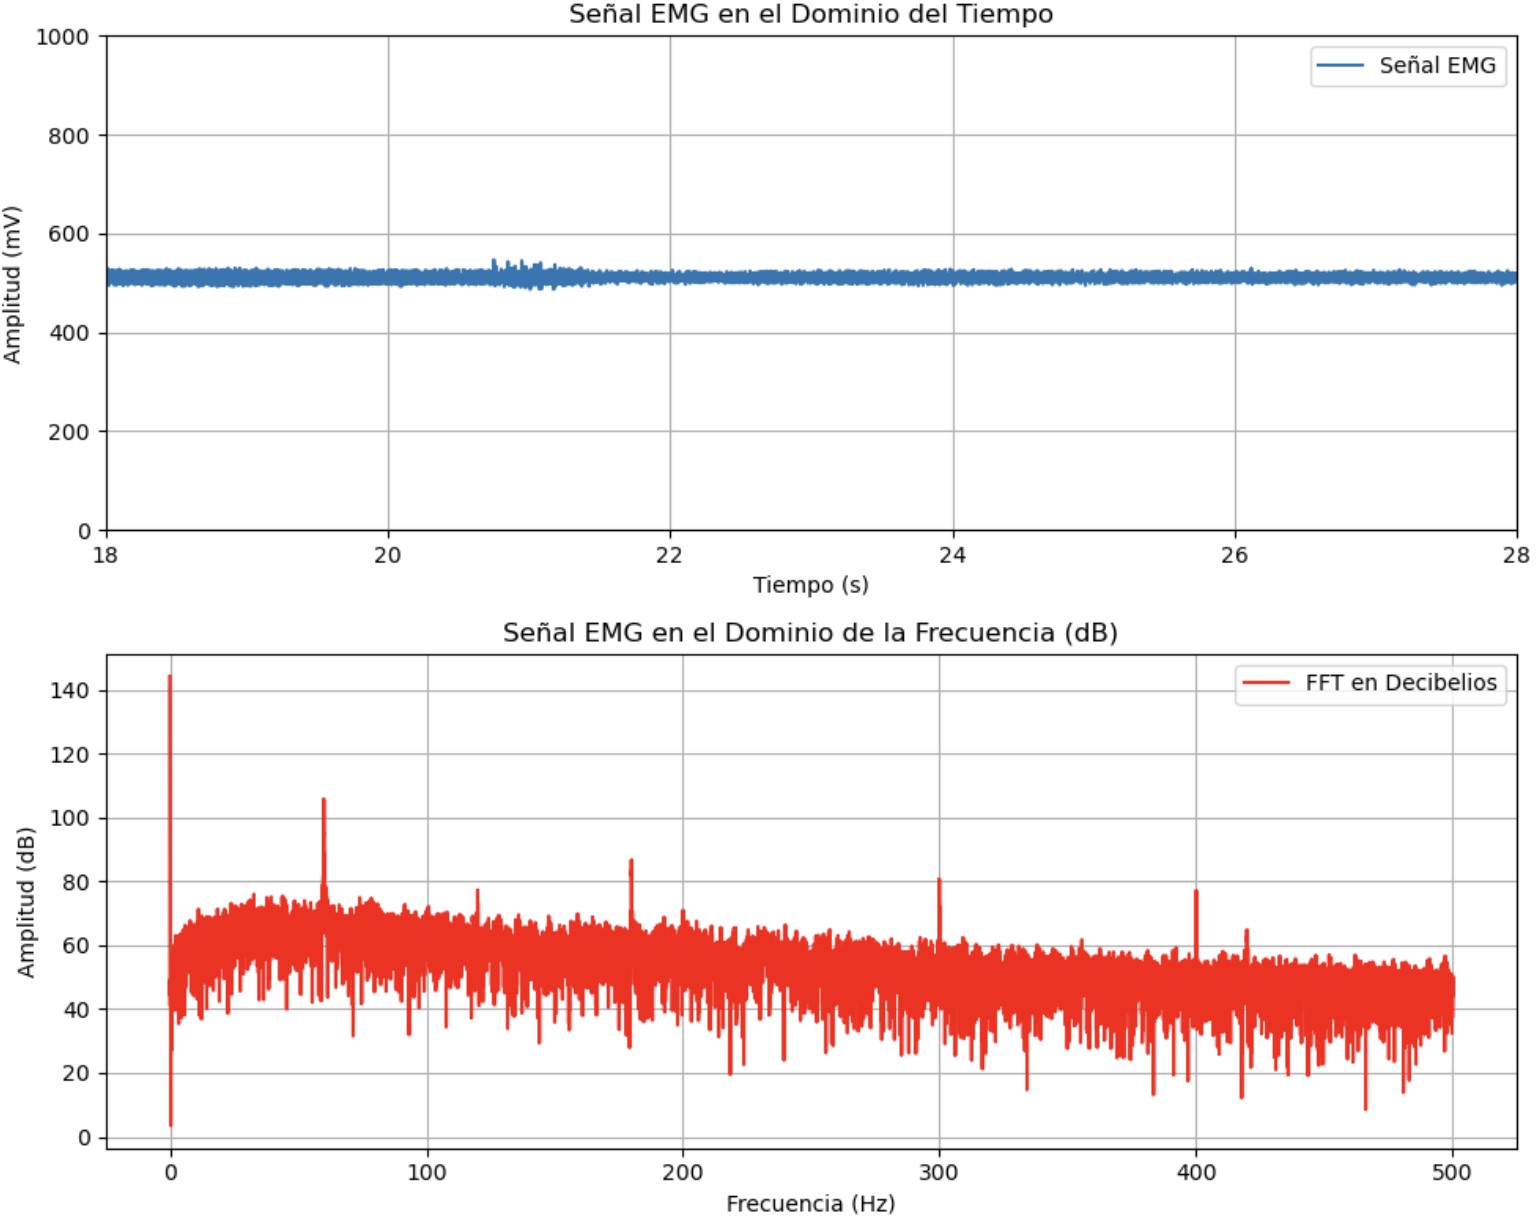 Señal EMG en el Dominio del Tiempo
1000
800
600
400
200
0
Amplitud (mV)
Señal EMG
18 20 22 24 26 28
Tiempo (s)
Señal EMG en el Dominio de la Frecuencia (dB)
140
120
100
80
60
40
20
0
Amplitud (dB)
FFT en Decibelios
0 100 200 300 400 500
Frecuencia (Hz)